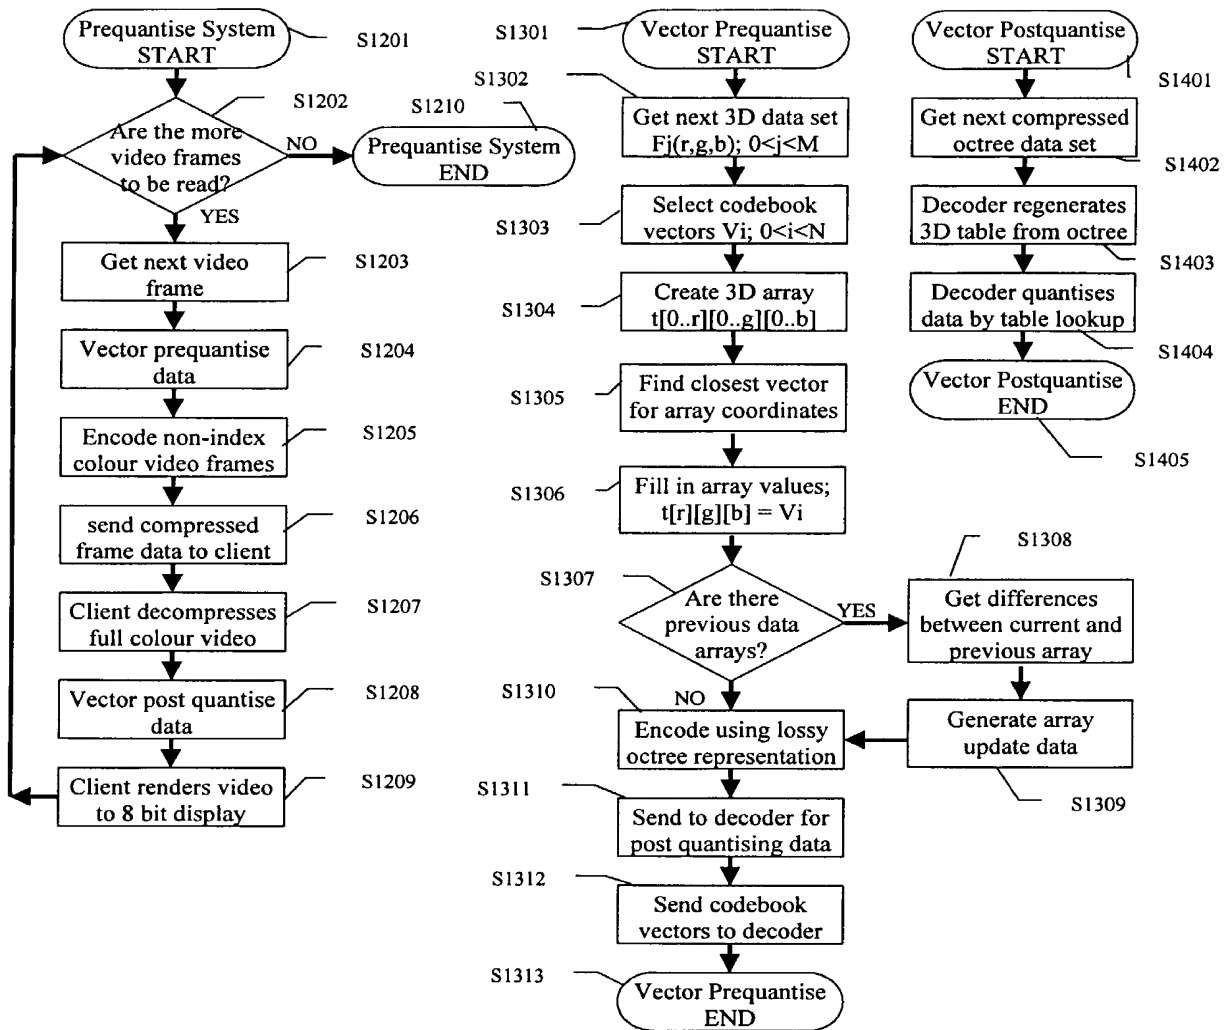 Prequantise System
START
S1201
S1202
Are the more
video frames
to be read?
NO
YES
S1210
Prequantise System
END
Get next video
frame
S1203
Vector prequantise
data
S1204
Encode non-index
colour video frames
S1205
send compressed
frame data to client
S1206
Client decompresses
full colour video
S1207
Vector post quantise
data
S1208
Client renders video
to 8 bit display
S1209
S1301
Vector Prequantise
START
S1302
Get next 3D data set
Fj(r,g,b); 0<j<M
S1303
Select codebook
vectors Vi; 0<i<N
S1304
Create 3D array
t[0..r][0..g][0..b]
S1305
Find closest vector
for array coordinates
S1306
Fill in array values;
t[r][g][b] = Vi
S1307
Are there
previous data
arrays?
YES
NO
S1308
Get differences
between current and
previous array
Generate array
update data
S1309
S1310
Encode using lossy
octree representation
S1311
Send to decoder for
post quantising data
S1312
Send codebook
vectors to decoder
S1313
Vector Prequantise
END
Vector Postquantise
START
S1401
Get next compressed
octree data set
S1402
Decoder regenerates
3D table from octree
S1403
Decoder quantises
data by table lookup
S1404
Vector Postquantise
END
S1405